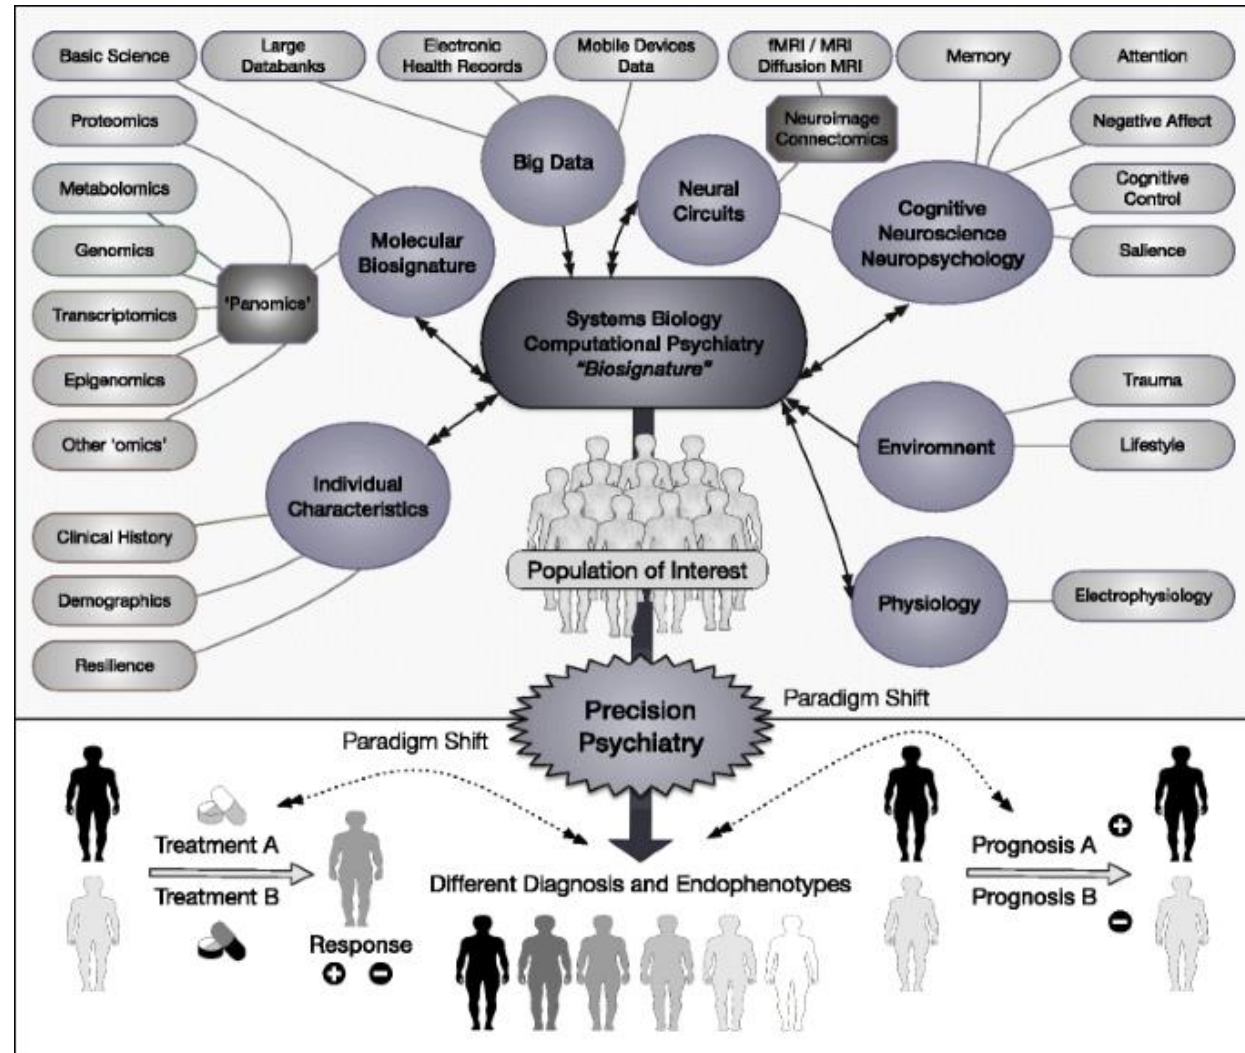 Basic Science
Large
Databanks
Electronic
Health Records
Mobile Devices
Data
fMRI / MRI
Diffusion MRI
Memory
Attention
Proteomics
Metabolomics
Genomics
Transcriptomics
Epigenomics
Other 'omics'
'Panomics'
Molecular
Biosignature
Big Data
Neural
Circuits
Neuroimage
Connectomics
Cognitive
Neuroscience
Neuropsychology
Negative Affect
Cognitive
Control
Salience
Systems Biology
Computational Psychiatry
"Biosignature"
Individual
Characteristics
Clinical History
Demographics
Resilience
Enviromnent
Trauma
Lifestyle
Physiology
Electrophysiology
Population of Interest
Precision
Psychiatry
Paradigm Shift
Paradigm Shift
Treatment A
Treatment B
Response
+ −
Different Diagnosis and Endophenotypes
Prognosis A
+
Prognosis B
−